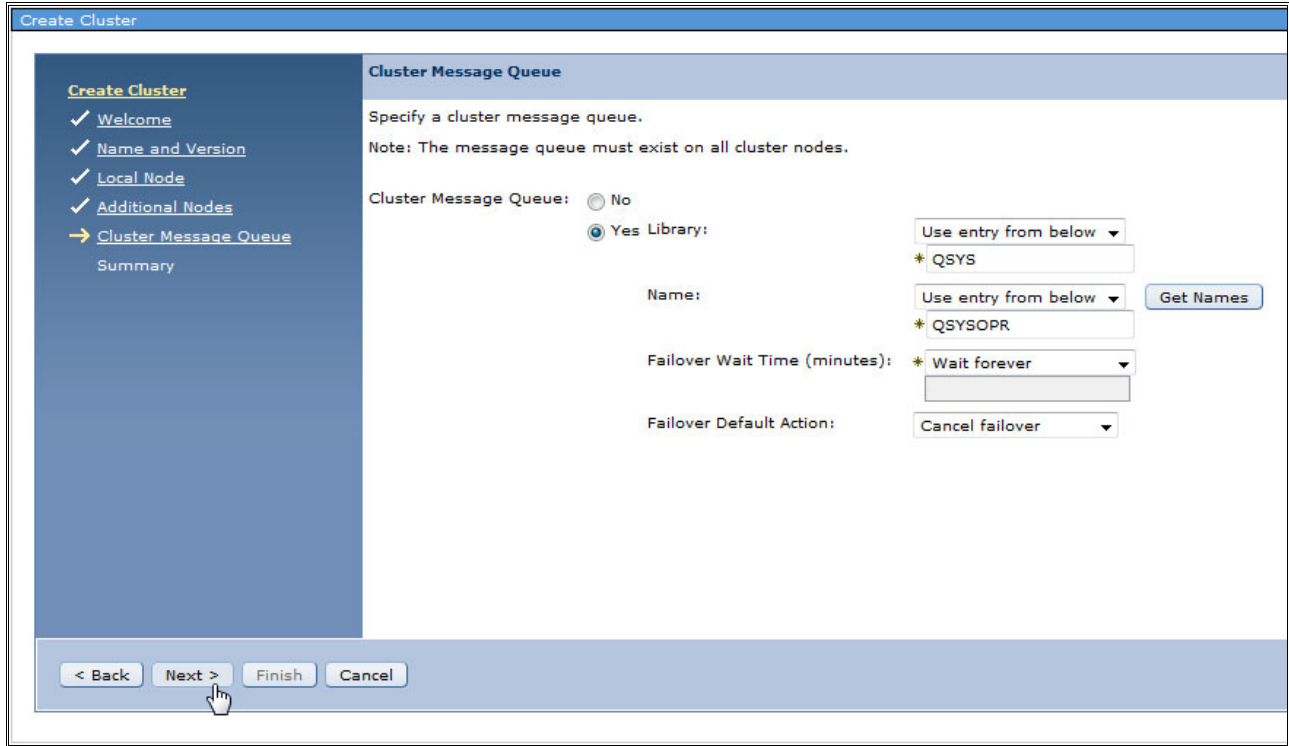 Create Cluster
Create Cluster
Welcome
Name and Version
Local Node
Additional Nodes
Cluster Message Queue
Summary
Cluster Message Queue
Specify a cluster message queue.
Note: The message queue must exist on all cluster nodes.
Cluster Message Queue: No
Yes Library: Use entry from below
* QSYS
Name: Use entry from below Get Names
* QSYSOPR
Failover Wait Time (minutes): * Wait forever
Failover Default Action: Cancel failover
< Back Next > Finish Cancel